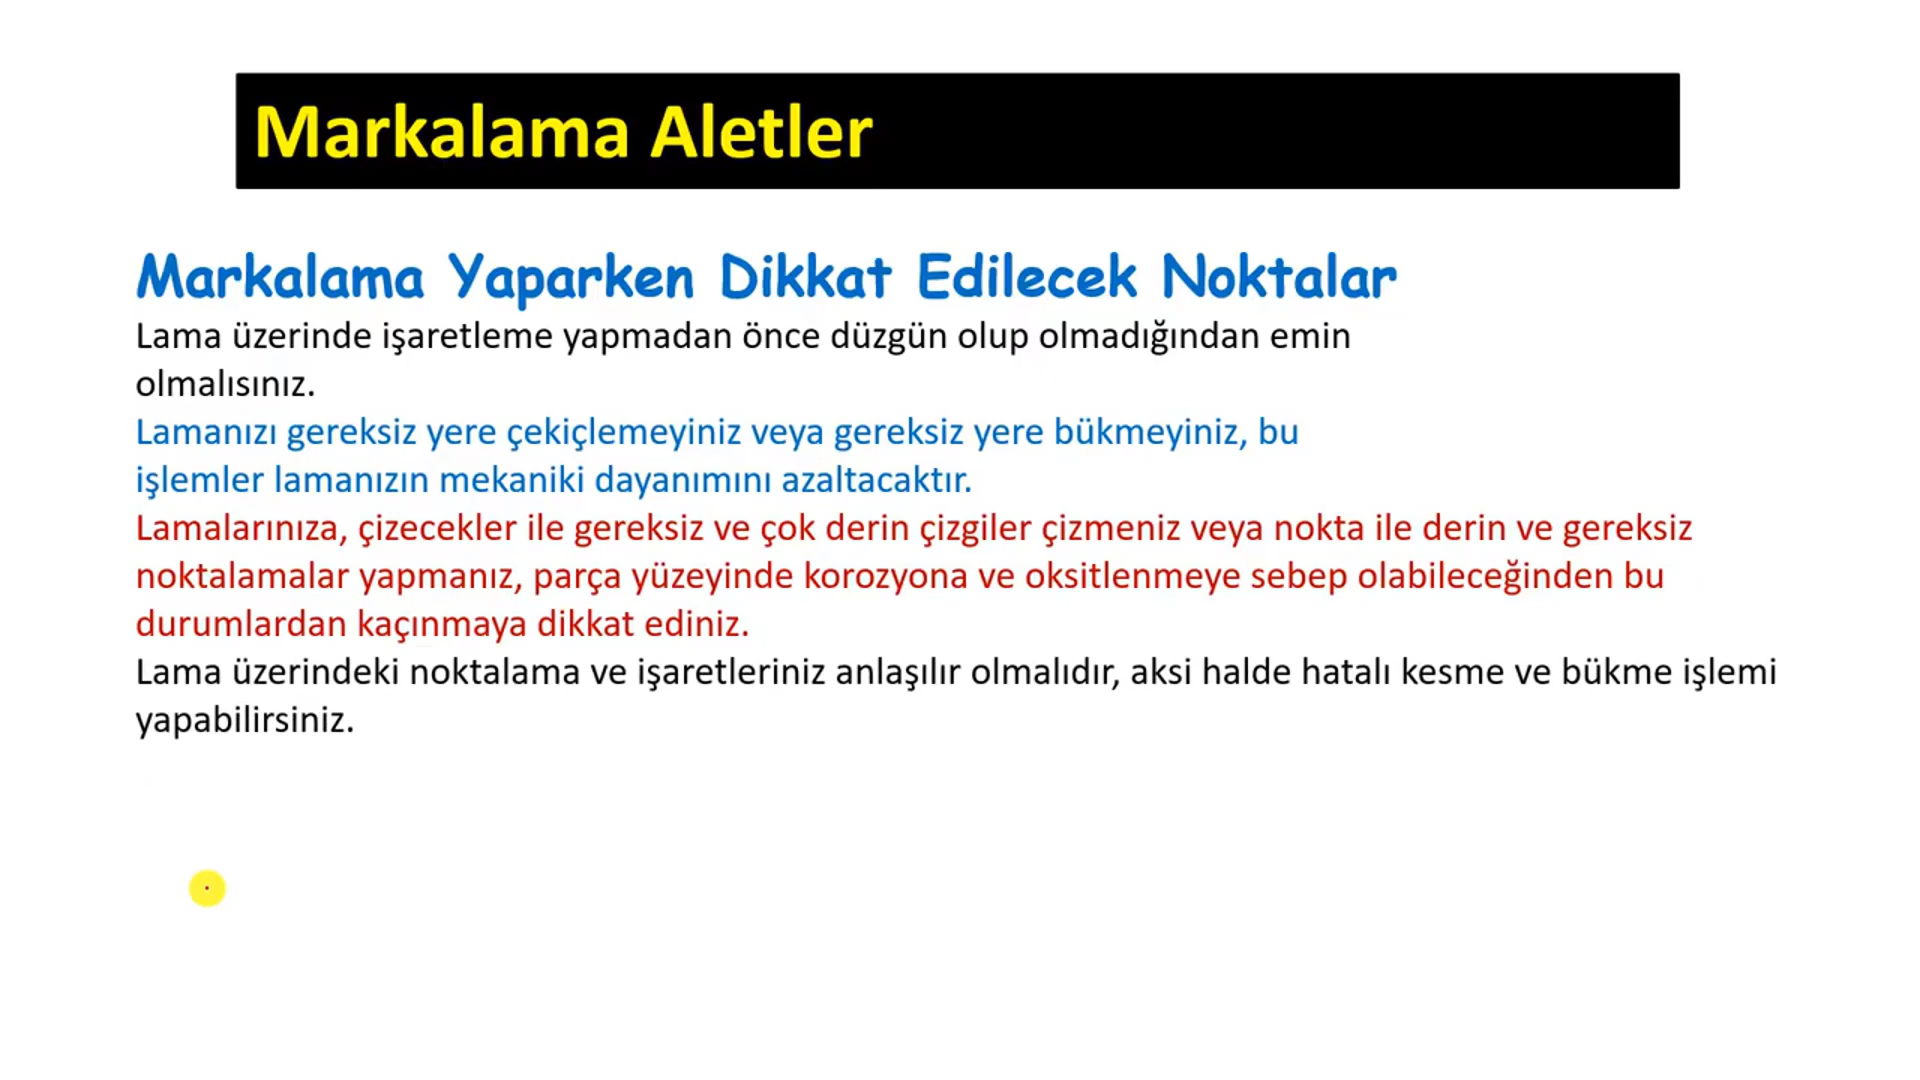 Markalama Aletler
Markalama Yaparken Dikkat Edilecek Noktalar
Lama üzerinde işaretleme yapmadan önce düzgün olup olmadığından emin
olmalısınız.
Lamanızı gereksiz yere çekiçlemeyiniz veya gereksiz yere bükmeyiniz, bu
işlemler lamanızın mekaniki dayanımını azaltacaktır.
Lamalarınıza, çizecekler ile gereksiz ve çok derin çizgiler çizmeniz veya nokta ile derin ve gereksiz
noktalamalar yapmanız, parça yüzeyinde korozyona ve oksitlenmeye sebep olabileceğinden bu
durumlardan kaçınmaya dikkat ediniz.
Lama üzerindeki noktalama ve işaretleriniz anlaşılır olmalıdır, aksi halde hatalı kesme ve bükme işlemi
yapabilirsiniz.